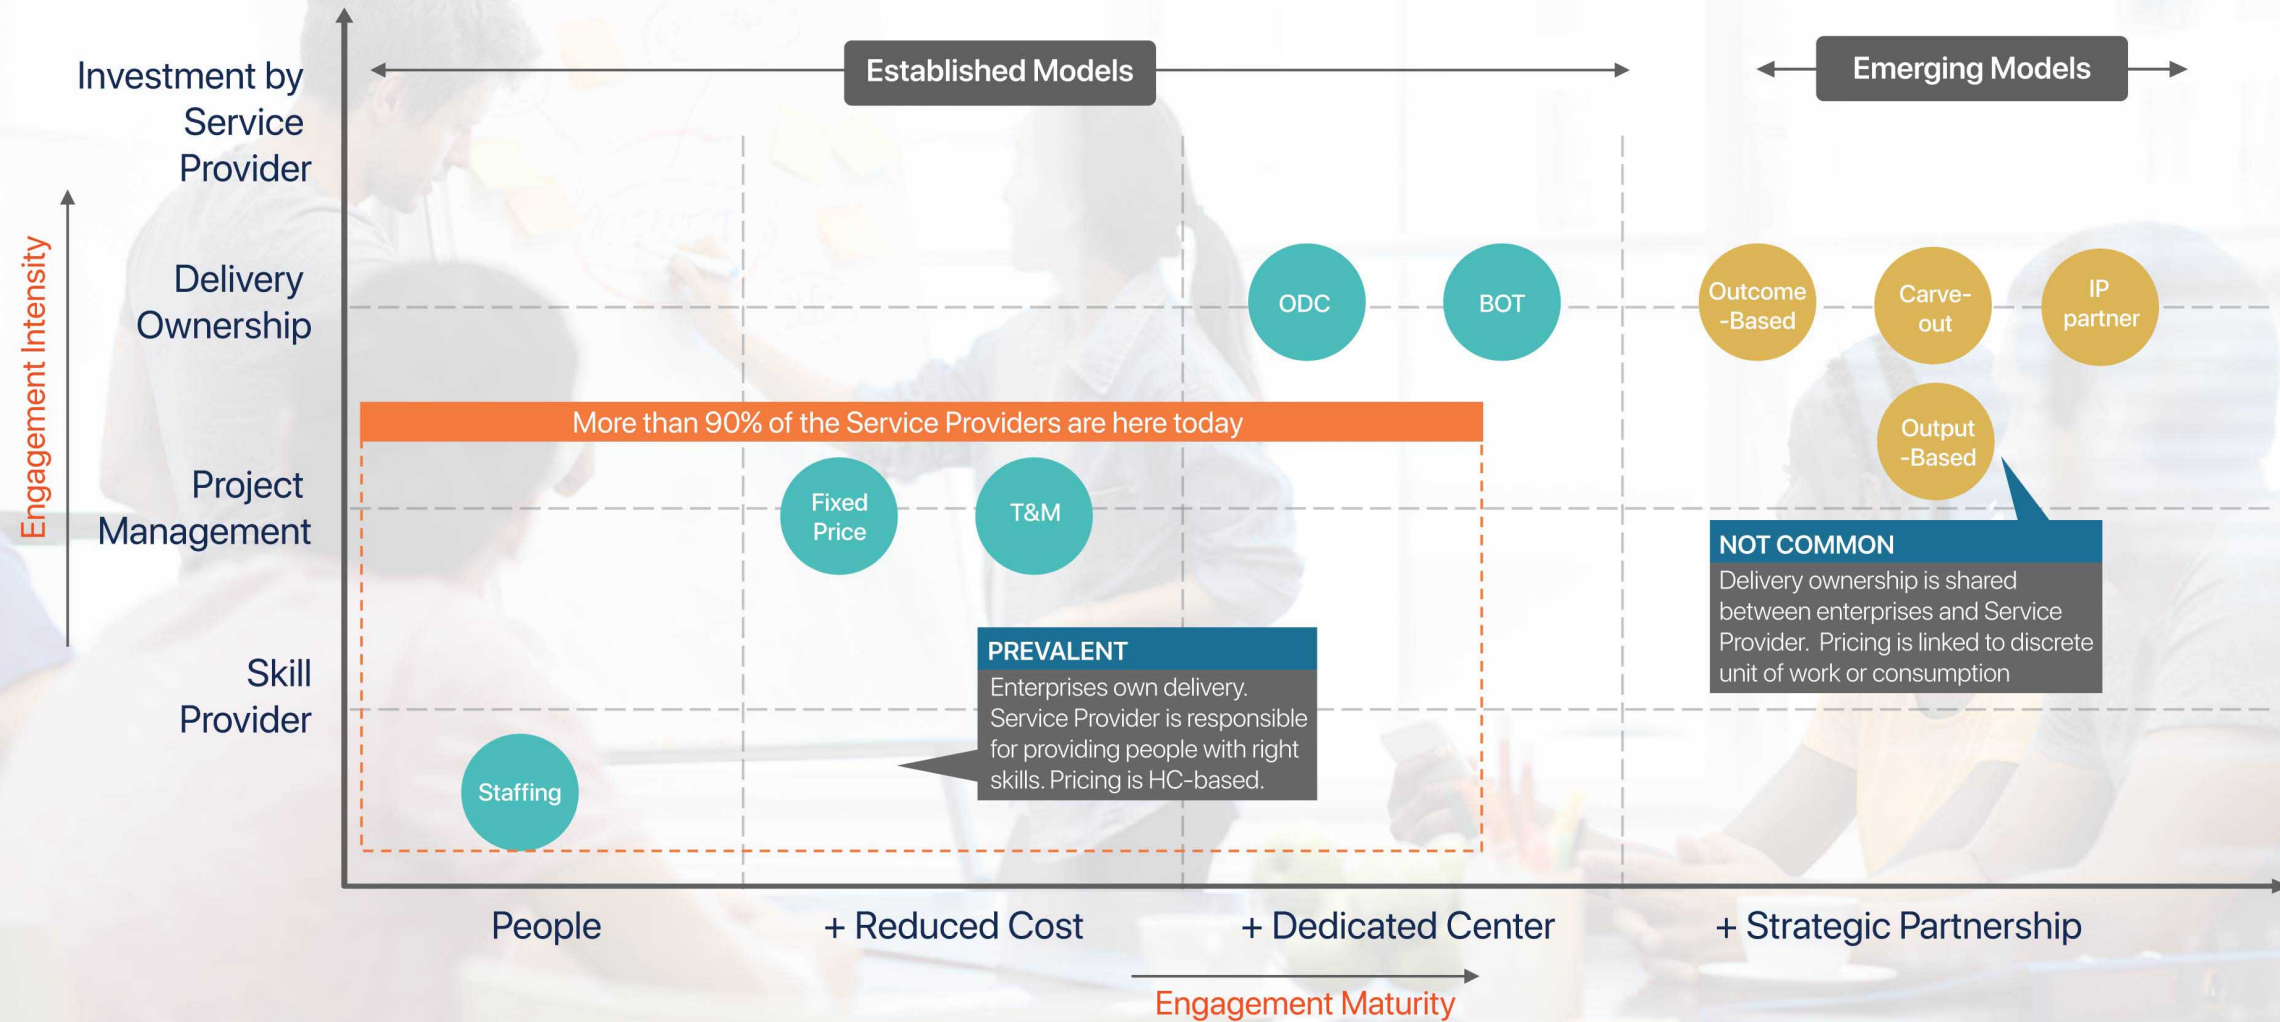 Established Models
Emerging Models
Investment by
Service
Provider
Engagement Intensity
Delivery
Ownership
ODC
BOT
Outcome
-Based
Carve-
out
IP
partner
More than 90% of the Service Providers are here today
Output
-Based
Project
Management
Fixed
Price
T&M
NOT COMMON
Delivery ownership is shared
between enterprises and Service
Provider. Pricing is linked to discrete
unit of work or consumption
PREVALENT
Enterprises own delivery.
Service Provider is responsible
for providing people with right
skills. Pricing is HC-based.
Skill
Provider
Staffing
People
+ Reduced Cost
+ Dedicated Center
+ Strategic Partnership
Engagement Maturity